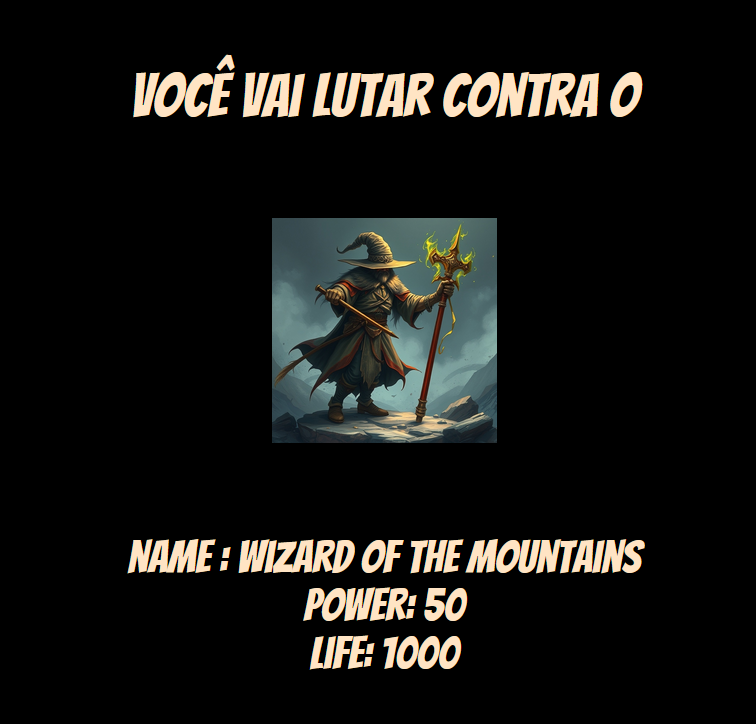 VOCÊ VAI LUTAR CONTRA O
NAME : WIZARD OF THE MOUNTAINS
POWER: 50
LIFE: 1000